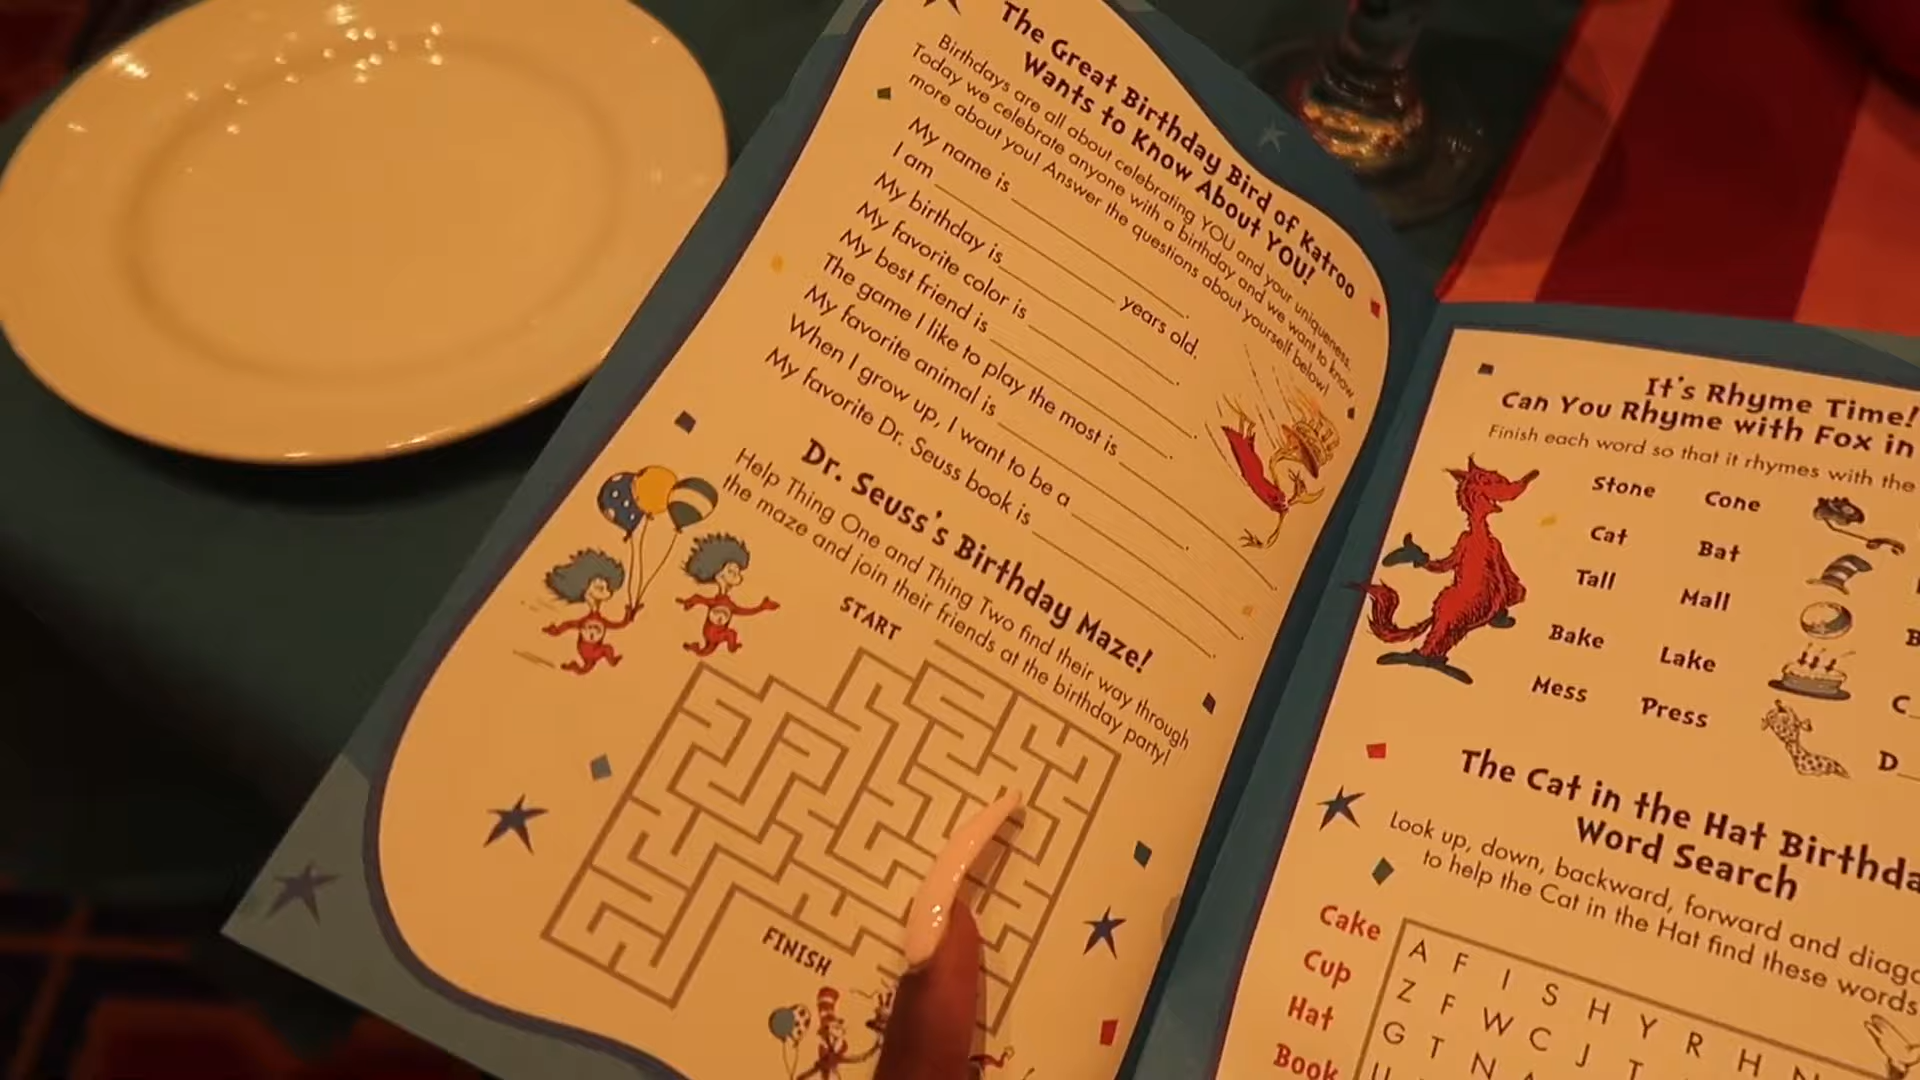 The Great Birthday Bird of Katroo
Wants to Know About YOU!
Birthdays are all about celebrating YOU and your uniqueness.
Today we celebrate anyone with a birthday and we want to know
more about you! Answer the questions about yourself below!
My name is
I am years old.
My birthday is
My favorite color is
My best friend is
The game I like to play the most is
My favorite animal is
When I grow up, I want to be a
My favorite Dr. Seuss book is
Dr. Seuss's Birthday Maze!
Help Thing One and Thing Two find their way through
the maze and join their friends at the birthday party!
START
FINISH
It's Rhyme Time!
Can You Rhyme with Fox in
Finish each word so that it rhymes with the
Stone Cone
Cat Bat
Tall Mall
B
Bake Lake
C
Mess Press
D
The Cat in the Hat
Word Search
Look up, down, backward, forward and
to help the Cat in the Hat find these words
Cake
Cup
Hat
Book
A F I S H Y R H
Z F W C J T
G T N